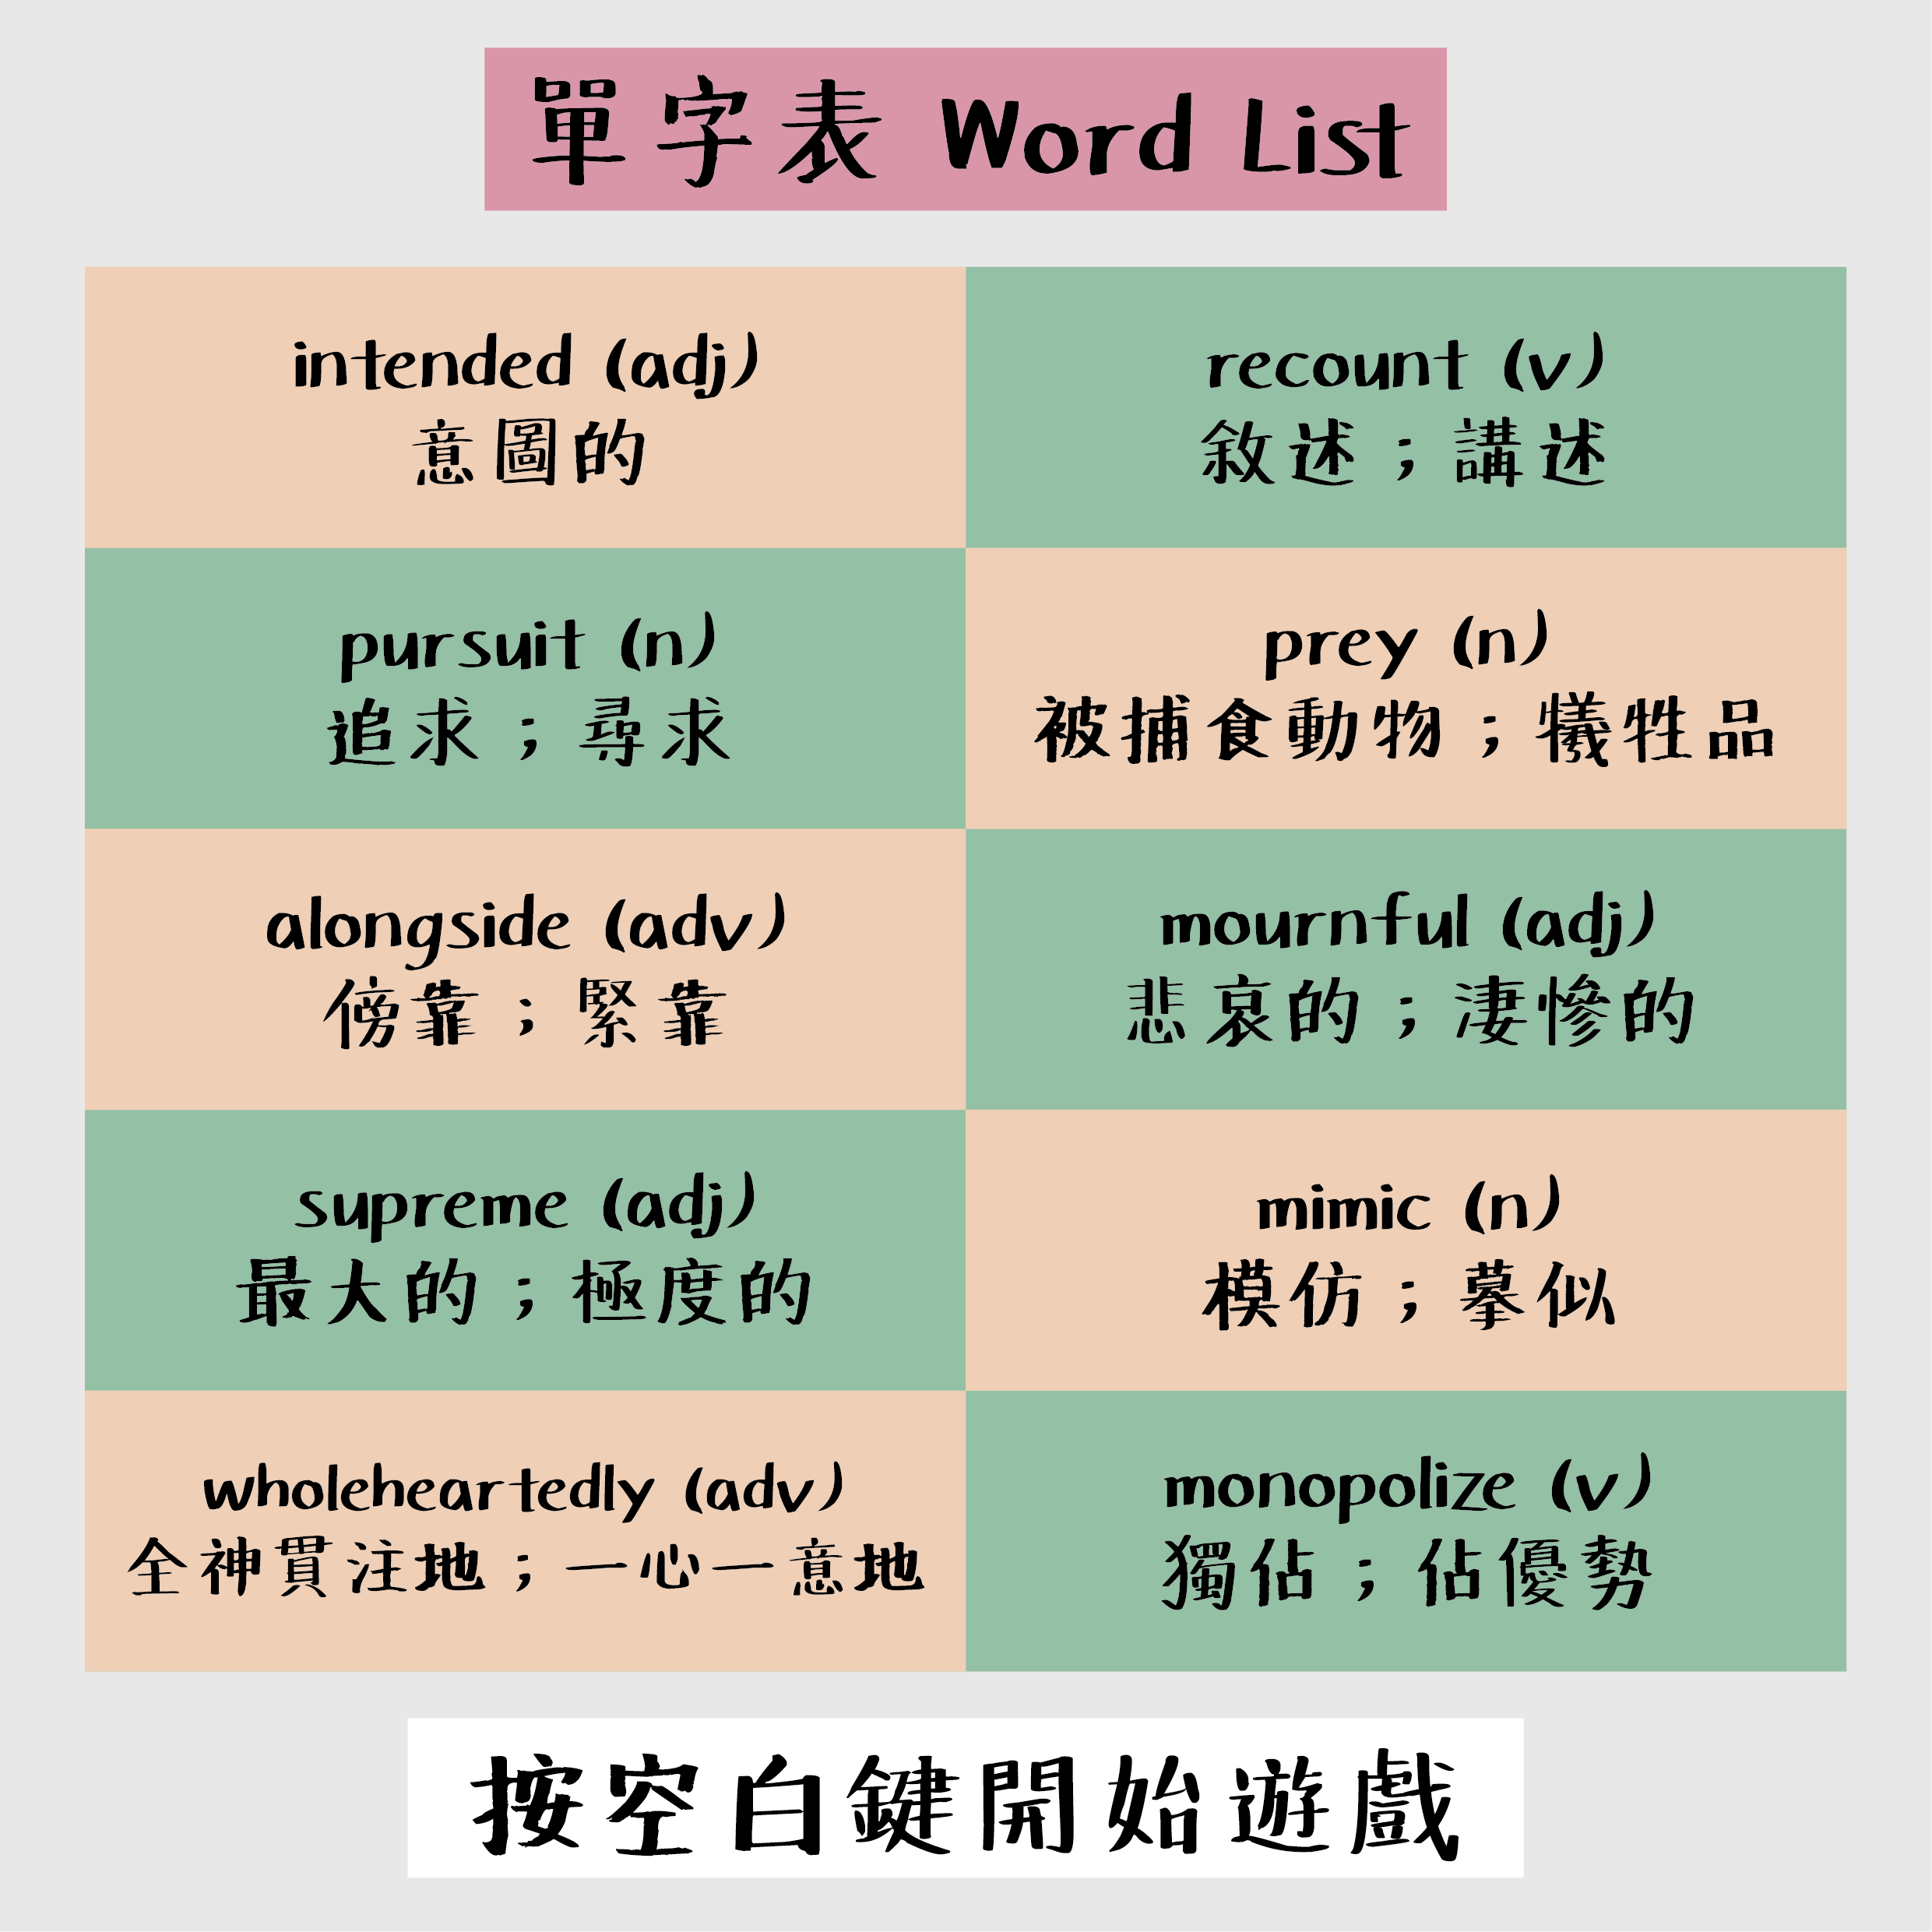 單字表 Word List
intended (adj)
意圖的
recount (v)
敘述；講述
pursuit (n)
追求；尋求
prey (n)
被捕食動物；犧牲品
alongside (adv)
傍靠；緊靠
mournful (adj)
悲哀的；淒慘的
supreme (adj)
最大的；極度的
mimic (n)
模仿；摹似
wholeheartedly (adv)
全神貫注地；一心一意地
monopolize (v)
獨佔；佔優勢
按空白鍵開始遊戲